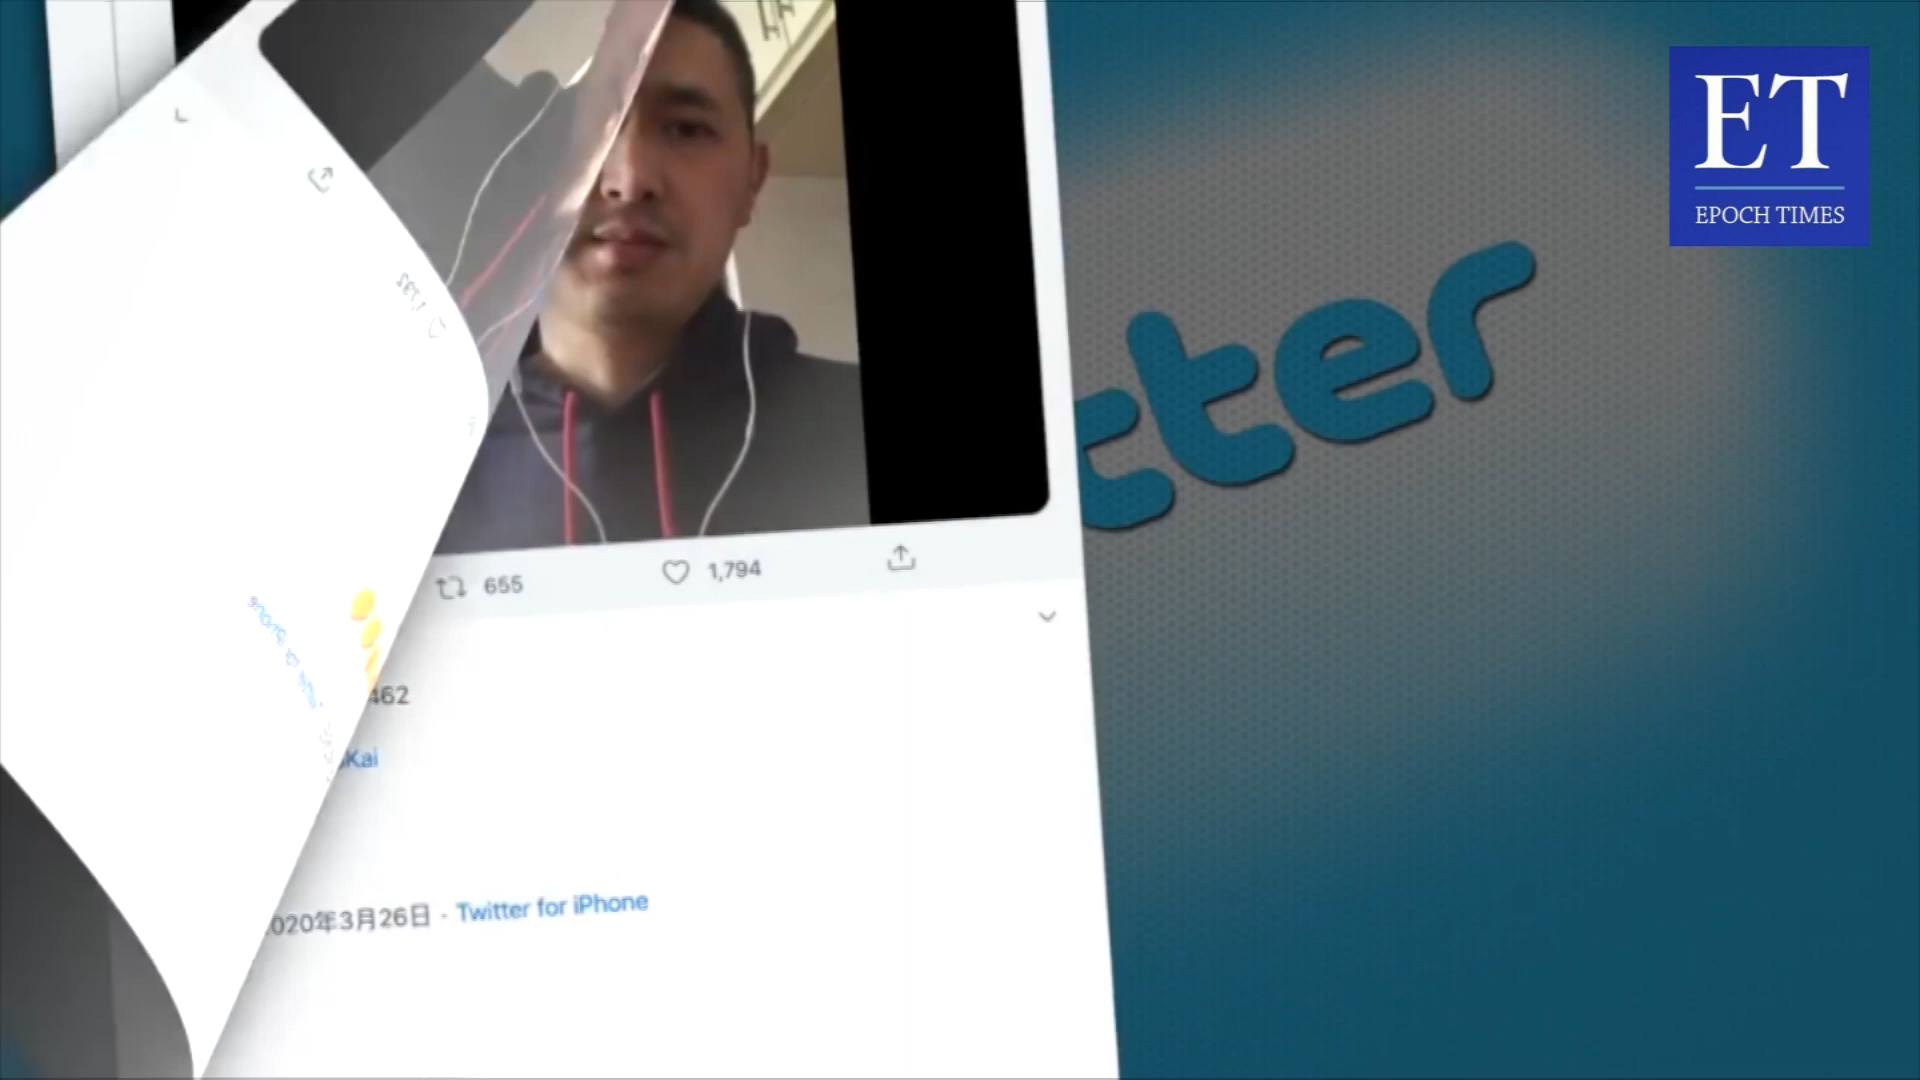 ET
EPOCH TIMES
tter
655
1,794
462
Kai
020年3月26日 · Twitter for iPhone